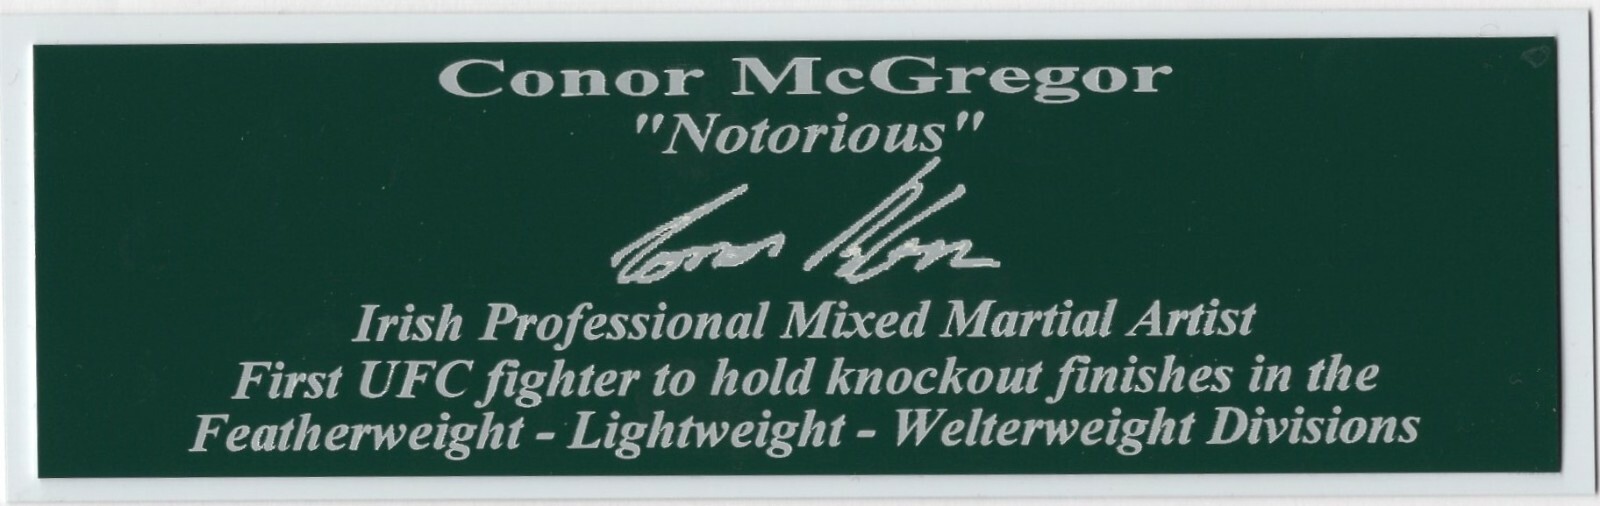 Conor McGregor
"Notorious"
Irish Professional Mixed Martial Artist
First UFC fighter to hold knockout finishes in the
Featherweight - Lightweight - Welterweight Divisions